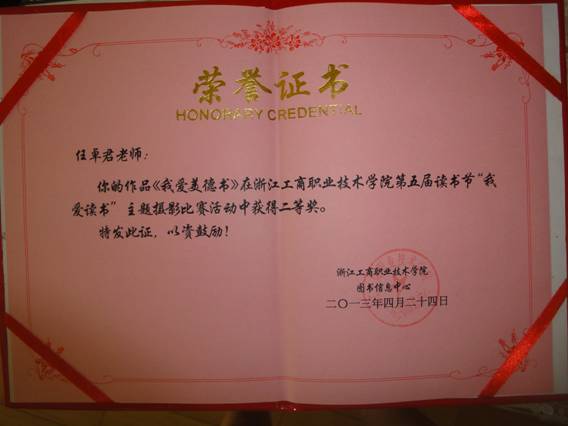 荣誉证书
HONORARY CREDENTIAL
任卓君老师：
你的作品《我爱美德书》在浙江工商职业技术学院第五届读书节“我
爱读书”主题摄影比赛活动中获得二等奖。
特发此证，以资鼓励！
浙江工商职业技术学院
图书信息中心
二〇一三年四月二十四日